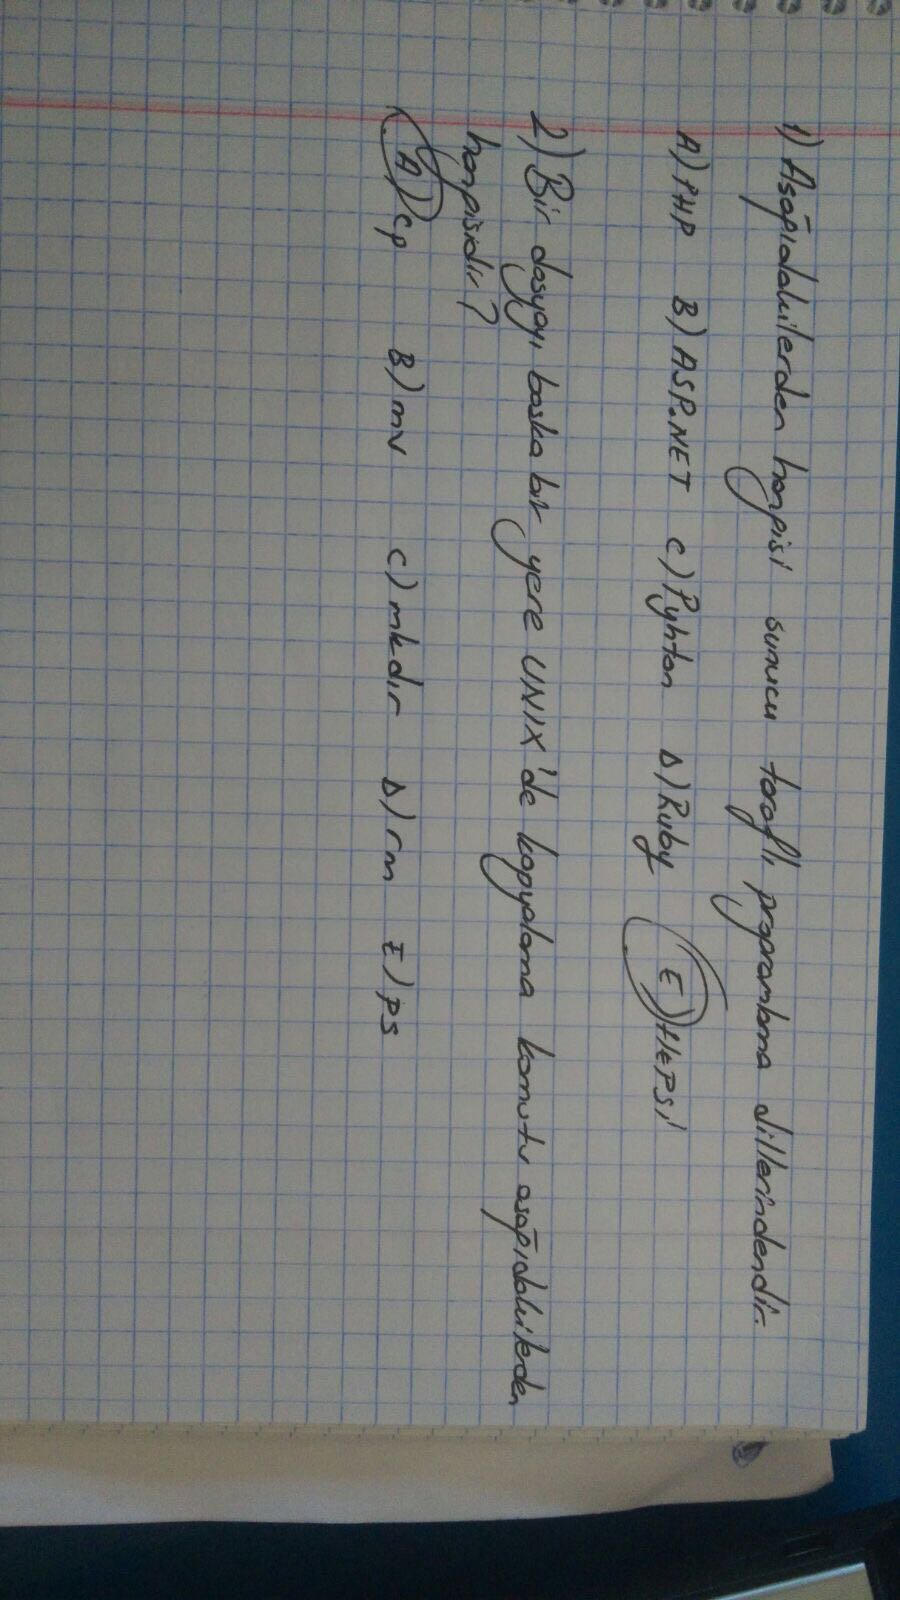 1) Aşağıdakilerden hangisi sunucu taraflı programlama dillerindendir.
A) PHP B) ASP.NET C) Pyhton D) Ruby E) HEPSİ
2) Bir dosyayı başka bir yere UNIX'de kopyalama komutu aşağıdakilerden
hangisidir?
A) cp B) mv C) mkdır D) rm E) ps